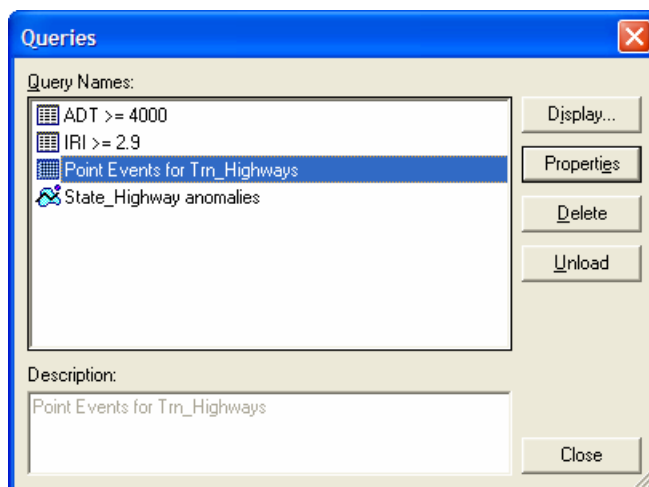 Queries
Query Names:
ADT >= 4000
IRI >= 2.9
Point Events for Trn_Highways
State_Highway anomalies
Display...
Properties
Delete
Unload
Description:
Point Events for Trn_Highways
Close